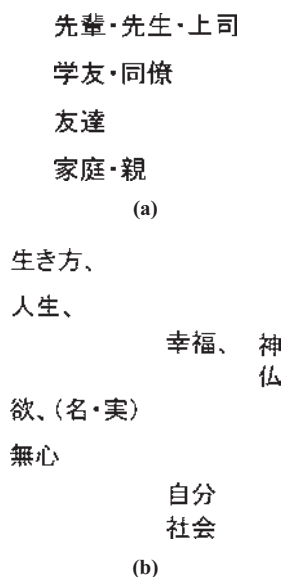 先輩・先生・上司
学友・同僚
友達
家庭・親
(a)
生き方、
人生、
幸福、 神
仏
欲、(名・実)
無心
自分
社会
(b)